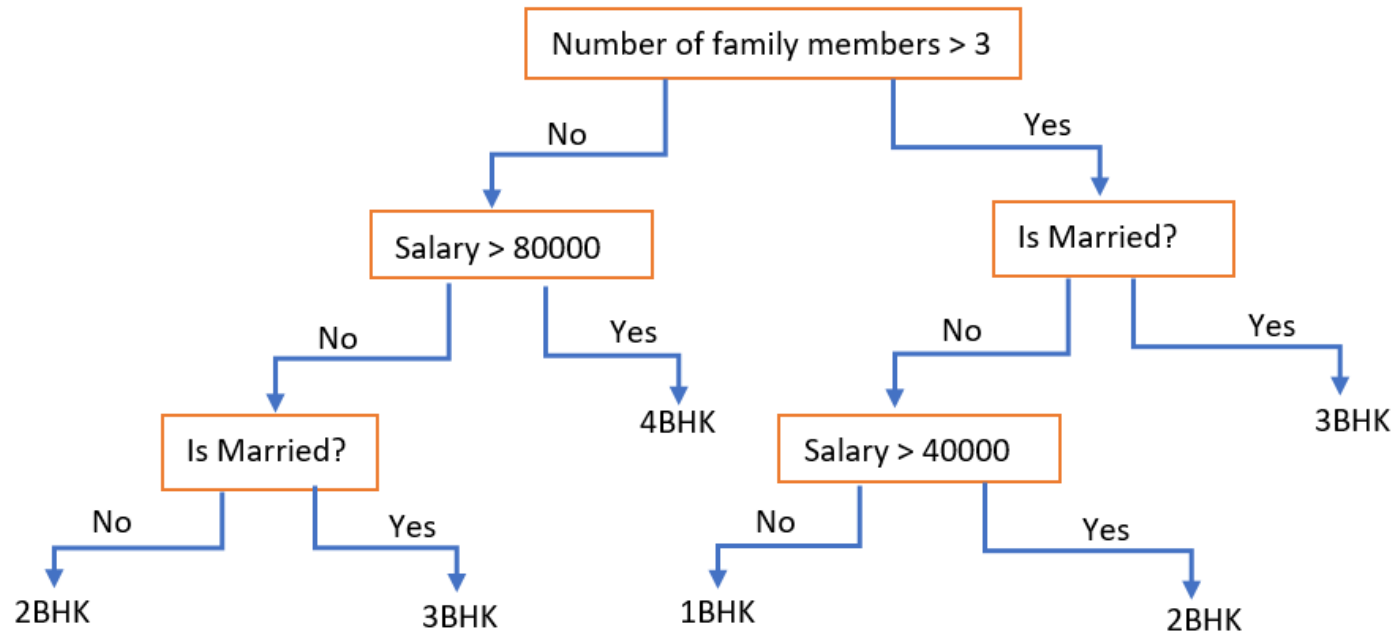 Number of family members > 3
No
Yes
Salary > 80000
Is Married?
No
Yes
No
Yes
Is Married?
4BHK
Salary > 40000
3BHK
No
Yes
No
Yes
2BHK
3BHK
1BHK
2BHK